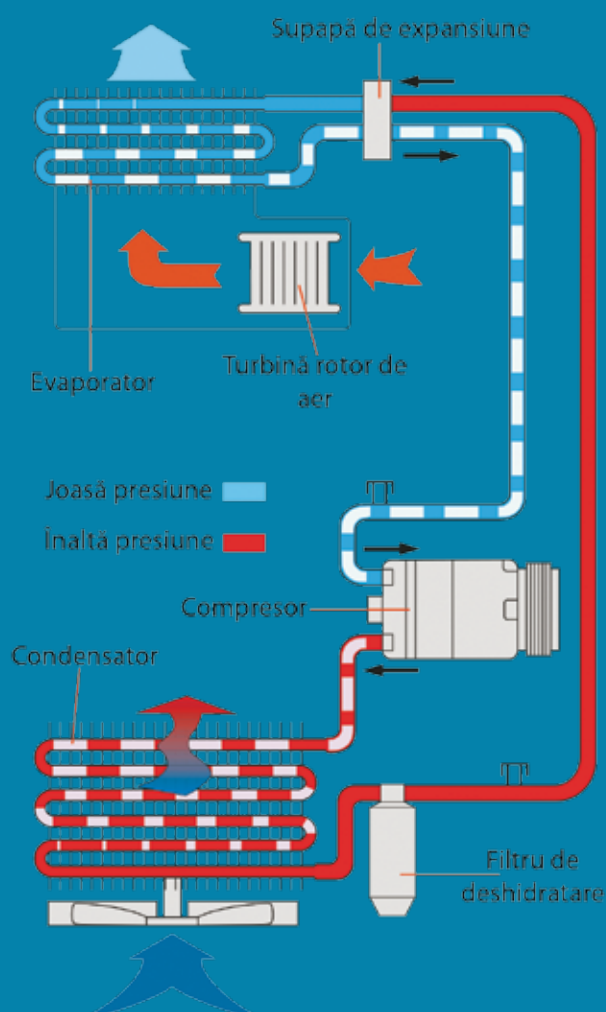 Supapă de expansiune
Evaporator
Turbină rotor de
aer
Joasă presiune
Înaltă presiune
Compresor
Condensator
Filtru de
deshidratare